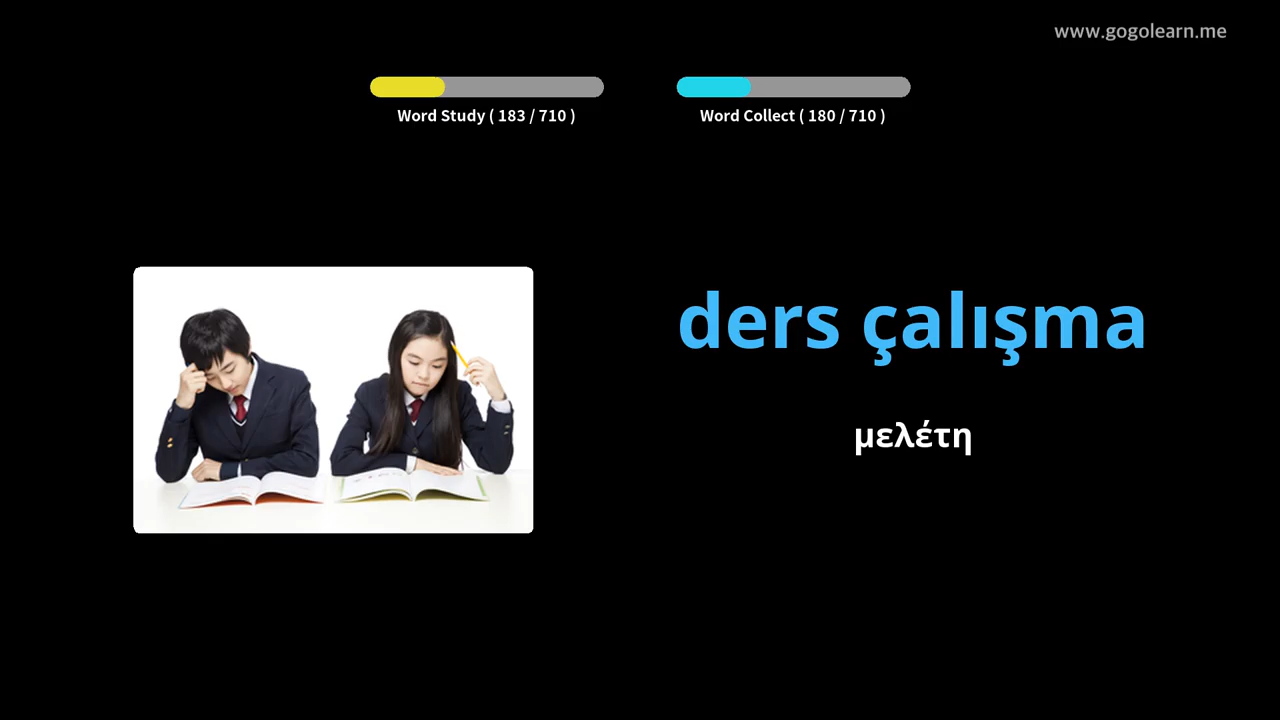 www.gogolearn.me
Word Study ( 183 / 710 )
Word Collect ( 180 / 710 )
ders çalışma
μελέτη